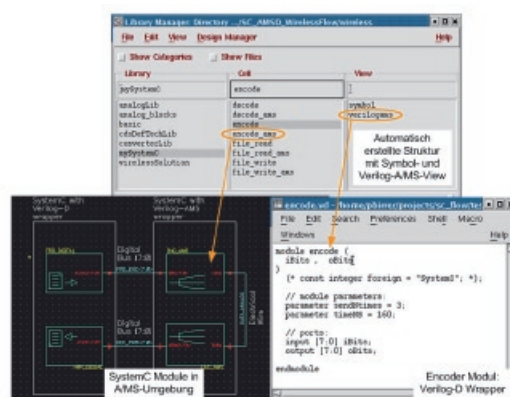 Library Manager: Directory .../SC_AMSD_WirelessFlow/wireless
File Edit View Design Manager Help
Show Categories Show Files
Library Cell View
mySystemC encode
analogLib
analog_blocks
basic
cdsDefTechLib
converterLib
mySystemC
wirelessSolution
decode
decode_ams
encode
encode_ams
file_read
file_read_ams
file_write
file_write_ams
symbol
verilogams
Automatisch
erstellte Struktur
mit Symbol- und
Verilog-A/MS-View
SystemC with
Verilog-D
wrapper
SystemC with
Verilog-AMS
wrapper
Digital
Bus [7:0]
Digital
Bus [7:0]
Electrical
Wire
SystemC Module in
A/MS-Umgebung
File Edit Search Preferences Shell Macro
Windows Help
module encode (
iBits , oBits
)
(* const integer foreign = "SystemC"; *);
// module parameters:
parameter sendNtimes = 3;
parameter timeNS = 160;
// ports:
input [7:0] iBits;
output [7:0] oBits;
endmodule
Encoder Modul:
Verilog-D Wrapper